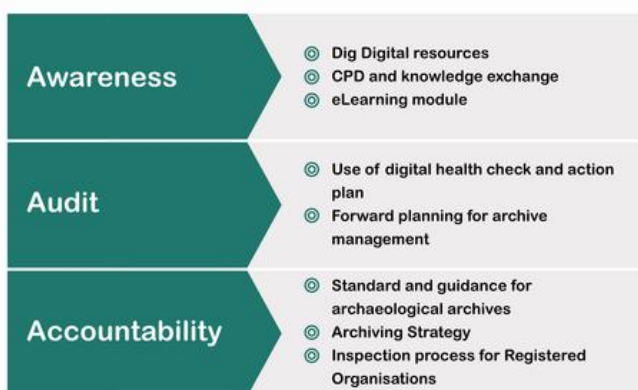 Awareness
Dig Digital resources
CPD and knowledge exchange
eLearning module
Audit
Use of digital health check and action
plan
Forward planning for archive
management
Accountability
Standard and guidance for
archaeological archives
Archiving Strategy
Inspection process for Registered
Organisations